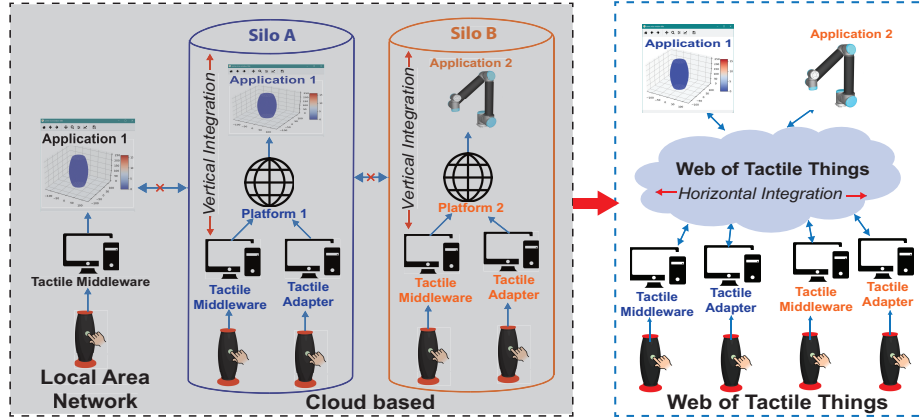 Silo A
Silo B
Application 1
Application 2
Vertical Integration
Vertical Integration
Application 1
Platform 1
Platform 2
Tactile Middleware
Tactile
Middleware
Tactile
Adapter
Tactile
Middleware
Tactile
Adapter
Local Area
Network
Cloud based
Application 1
Application 2
Web of Tactile Things
Horizontal Integration
Tactile
Middleware
Tactile
Adapter
Tactile
Middleware
Tactile
Adapter
Web of Tactile Things